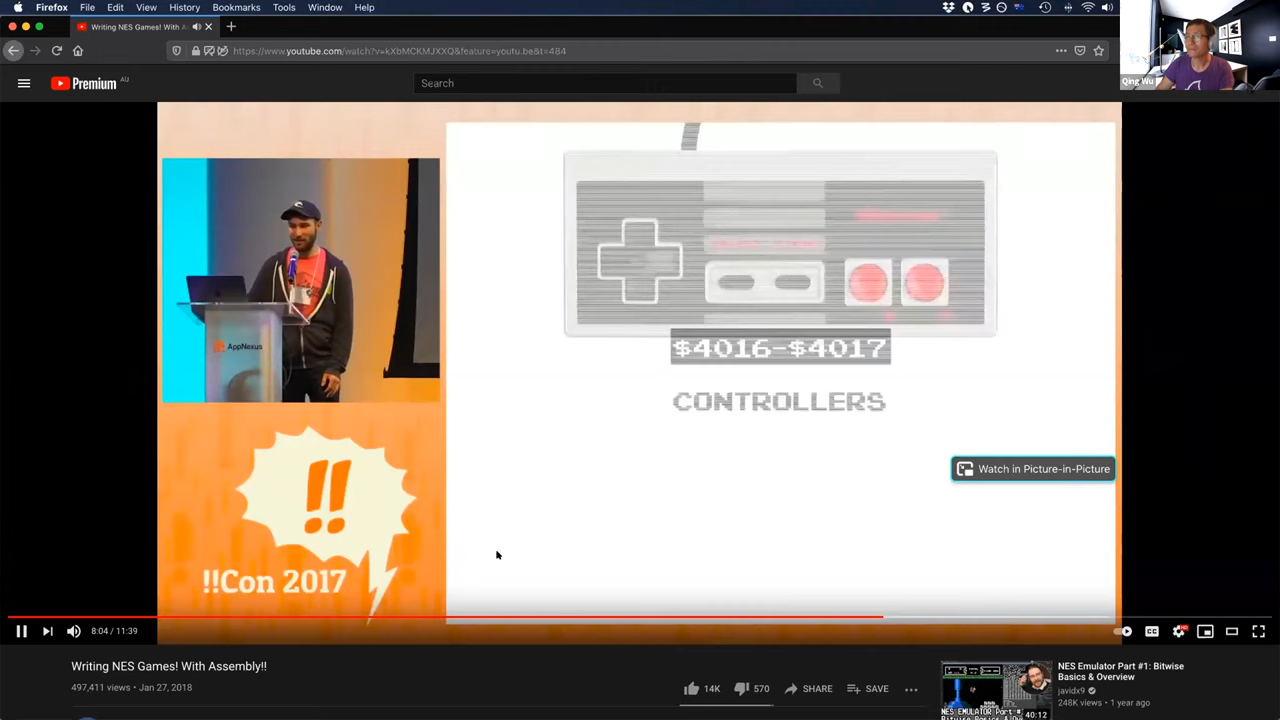 Firefox File Edit View History Bookmarks Tools Window Help
Writing NES Games! With A
https://www.youtube.com/watch?v=kXbMCKMJXXQ&feature=youtu.be&t=484
Qing Wu
Premium AU
Search
AppNexus
$4016-$4017
CONTROLLERS
Watch in Picture-in-Picture
!!
!!Con 2017
8:04 / 11:39
HD
Writing NES Games! With Assembly!!
497,411 views • Jan 27, 2018
14K 570 SHARE SAVE
NES Emulator Part #1: Bitwise
Basics & Overview
javidx9
248K views • 1 year ago
40:12